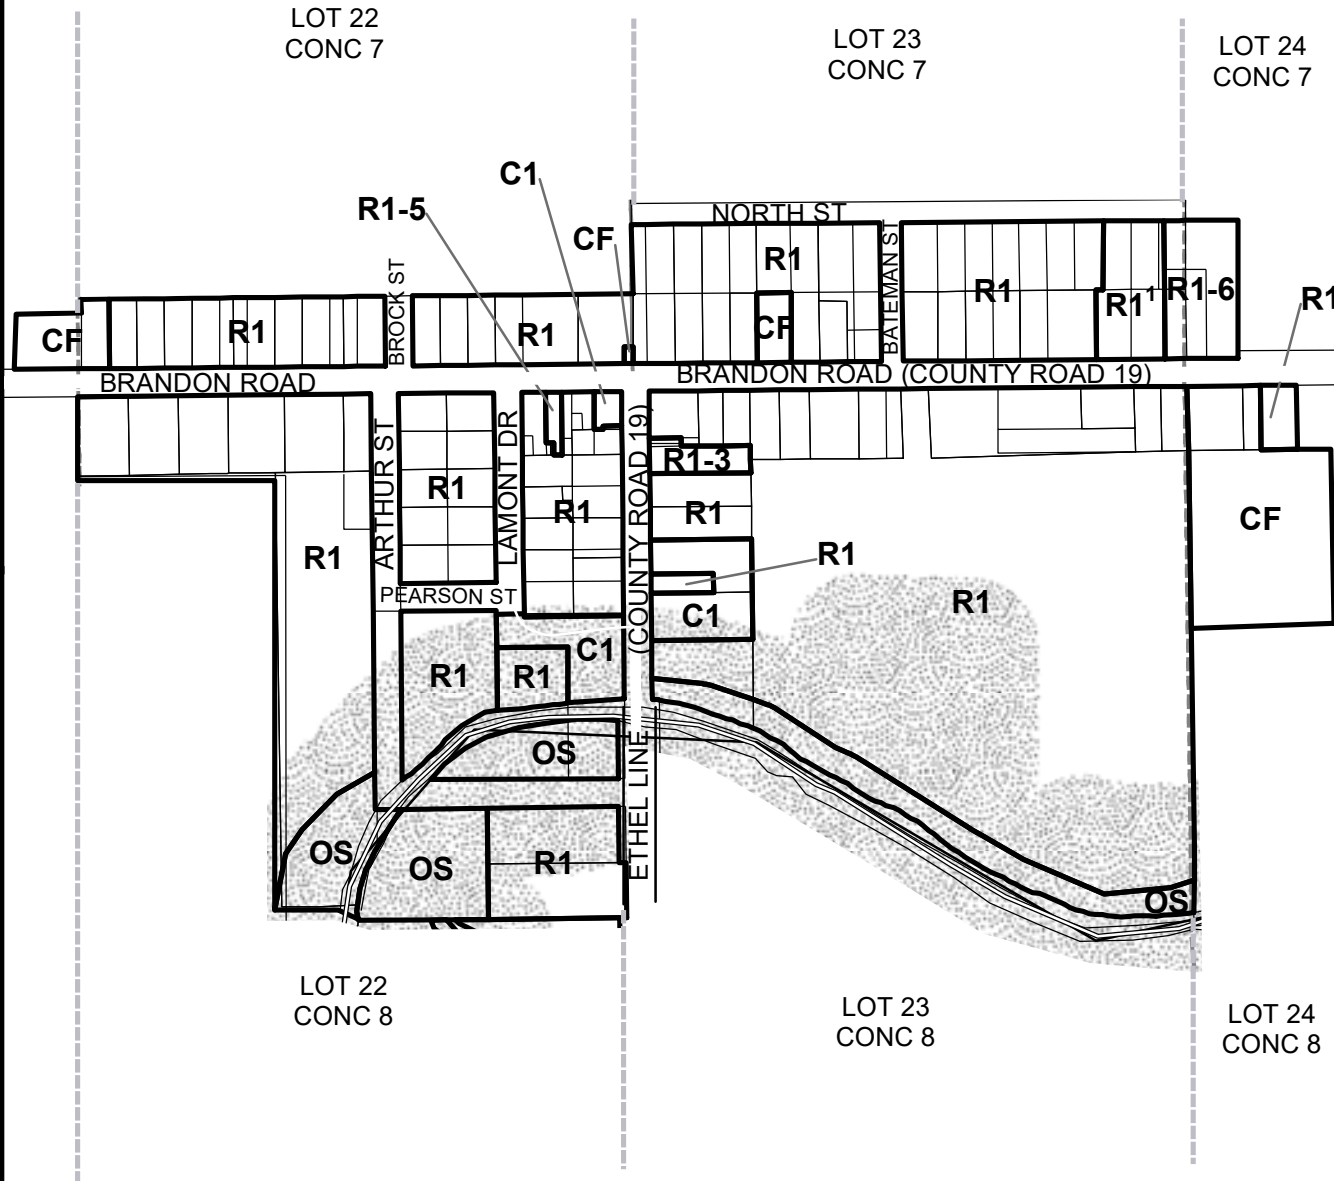 LOT 22
CONC 7
LOT 23
CONC 7
LOT 24
CONC 7
C1
R1-5
CF
NORTH ST
BROCK ST
BATEMAN ST
R1
R1
R1¹
R1-6
R1
CF
R1
R1
CF
BRANDON ROAD
BRANDON ROAD (COUNTY ROAD 19)
ARTHUR ST
LAMONT DR
(COUNTY ROAD 19)
ETHEL LINE
R1-3
R1
R1
R1
CF
R1
R1
PEARSON ST
R1
C1
C1
R1
R1
OS
OS
OS
R1
OS
LOT 22
CONC 8
LOT 23
CONC 8
LOT 24
CONC 8